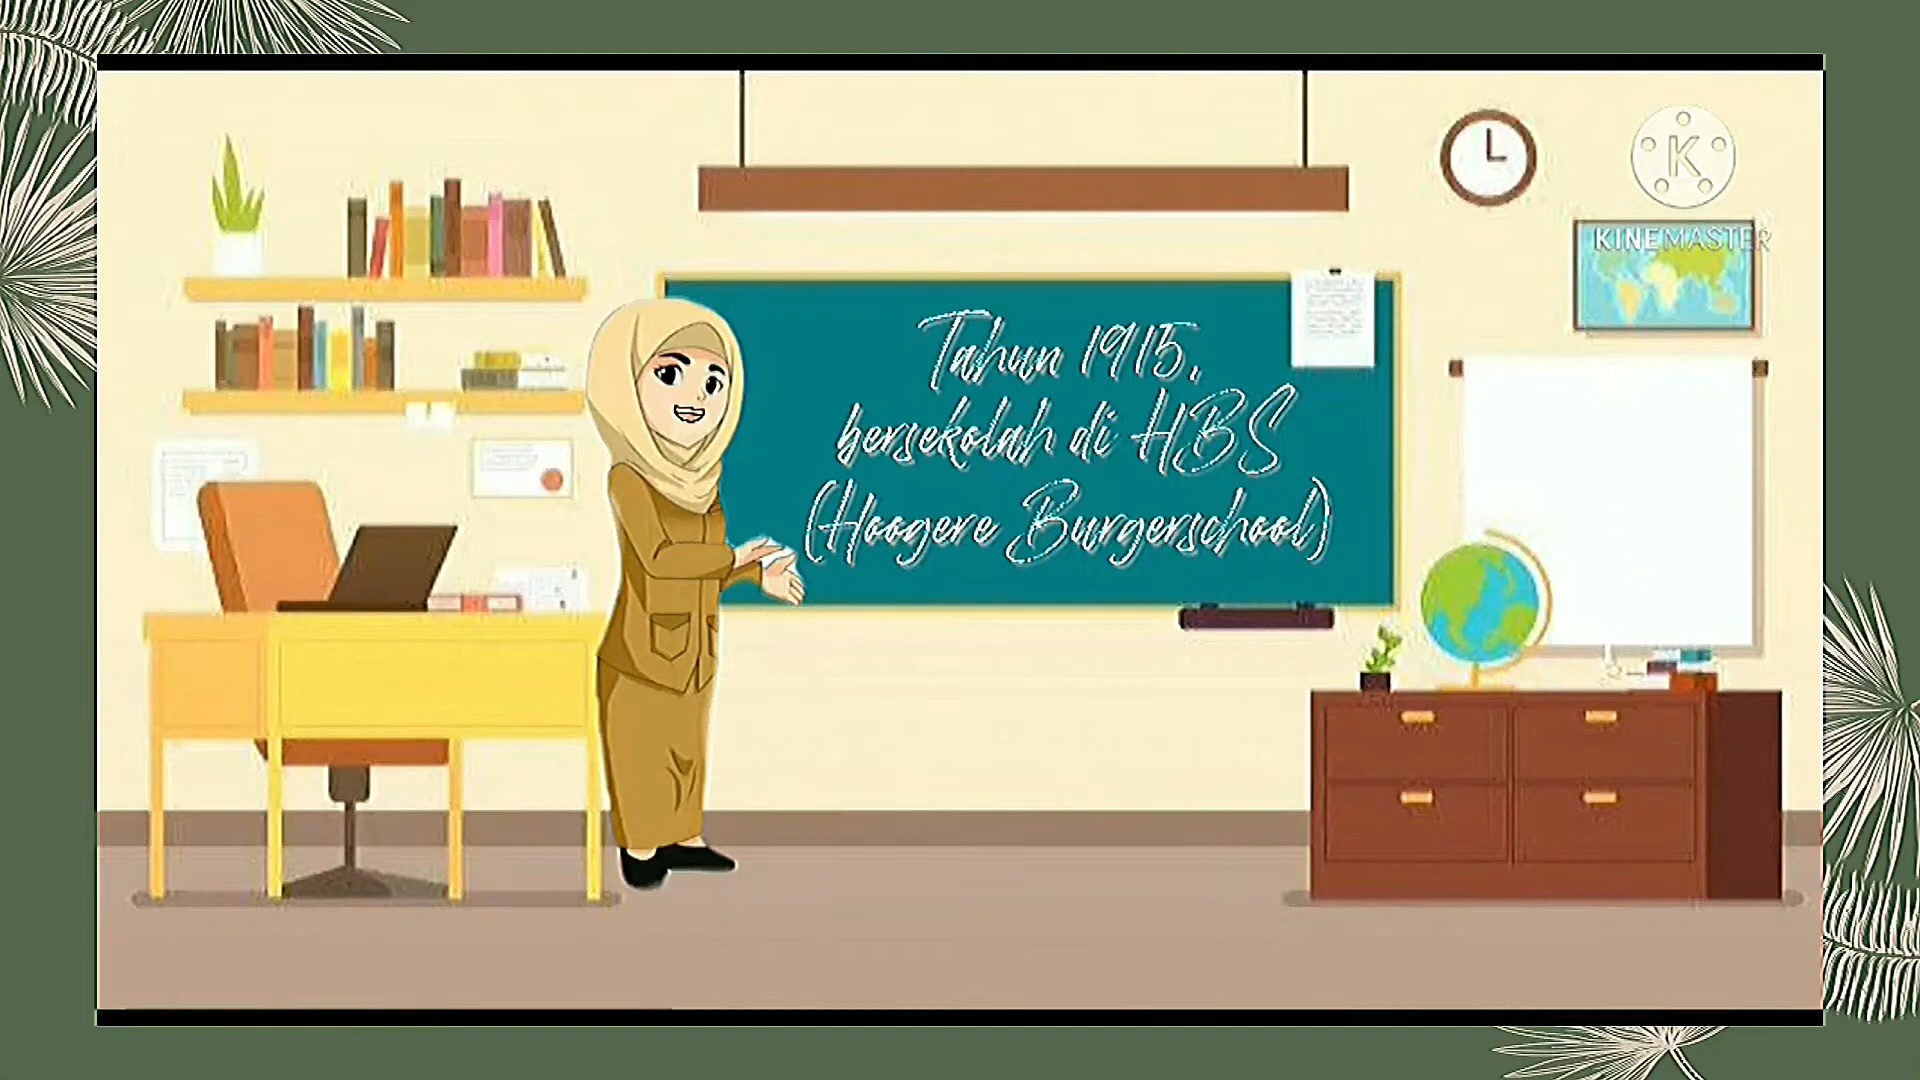 Tahun 1915,
bersekolah di HBS
(Hoogere Burgerschool)
K
KINEMASTER